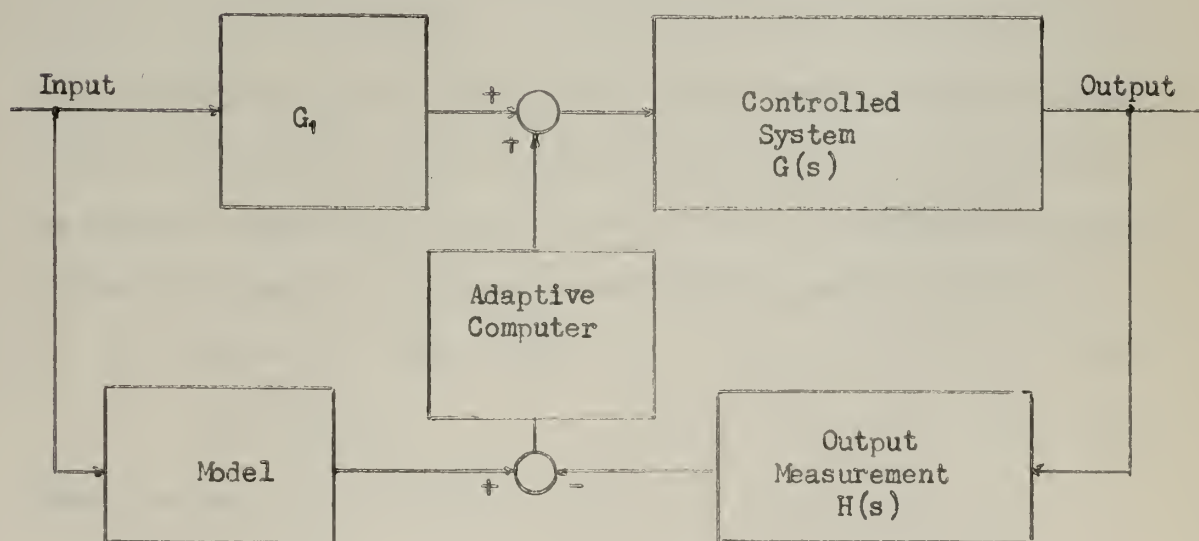 Input
G₁
+
+
Controlled
System
G(s)
Output
Adaptive
Computer
Model
+
-
Output
Measurement
H(s)